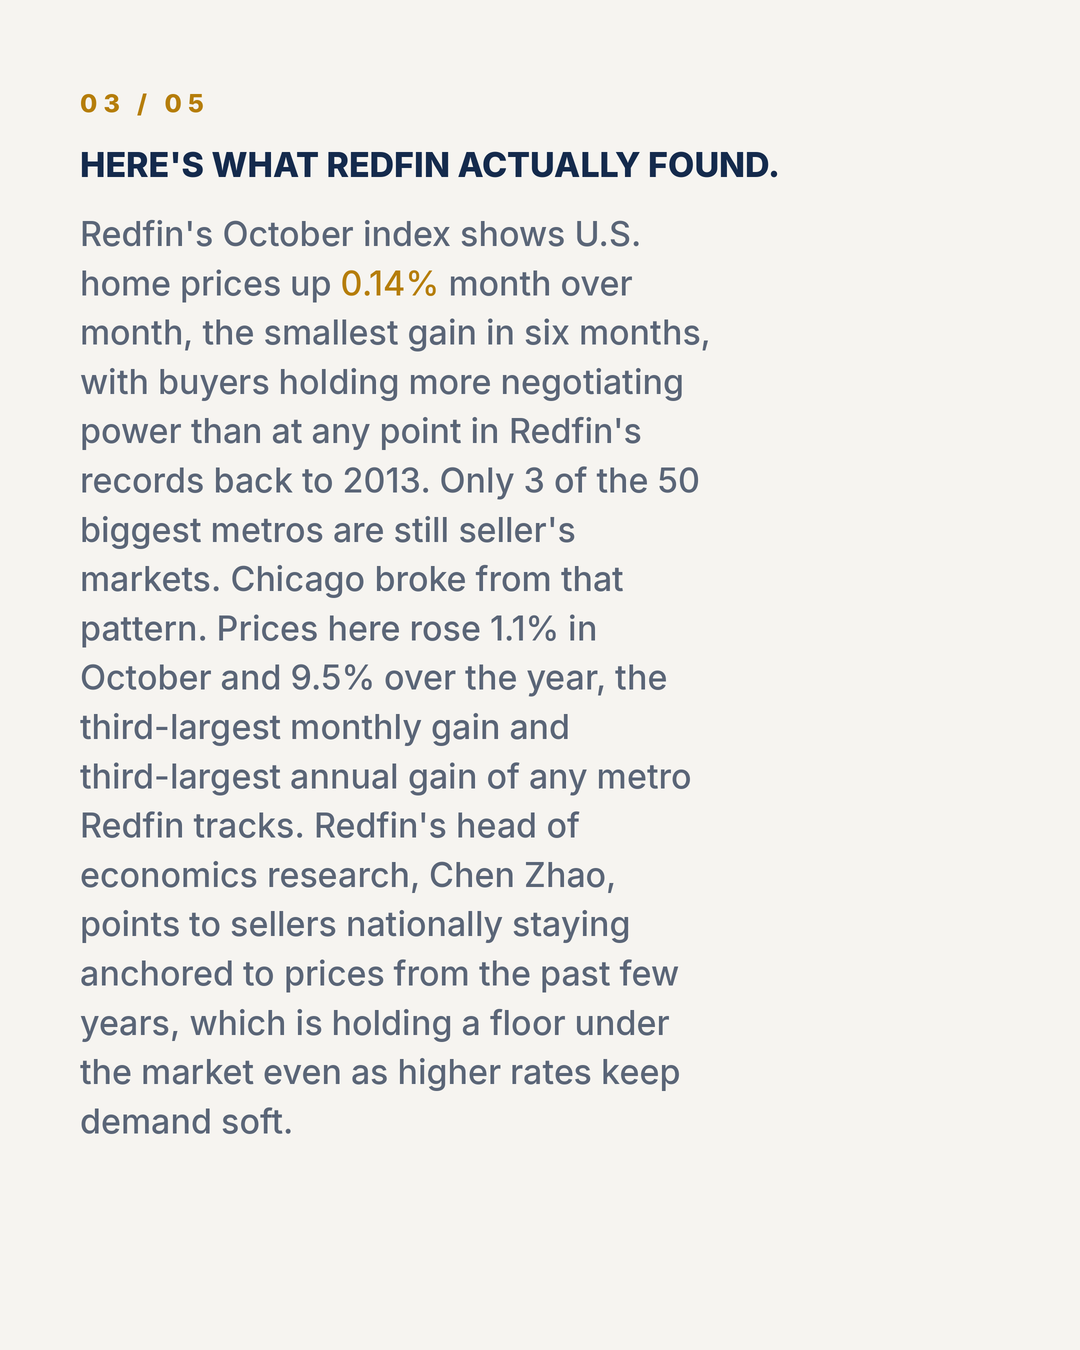 03 / 05
HERE'S WHAT REDFIN ACTUALLY FOUND.
Redfin's October index shows U.S.
home prices up 0.14% month over
month, the smallest gain in six months,
with buyers holding more negotiating
power than at any point in Redfin's
records back to 2013. Only 3 of the 50
biggest metros are still seller's
markets. Chicago broke from that
pattern. Prices here rose 1.1% in
October and 9.5% over the year, the
third-largest monthly gain and
third-largest annual gain of any metro
Redfin tracks. Redfin's head of
economics research, Chen Zhao,
points to sellers nationally staying
anchored to prices from the past few
years, which is holding a floor under
the market even as higher rates keep
demand soft.